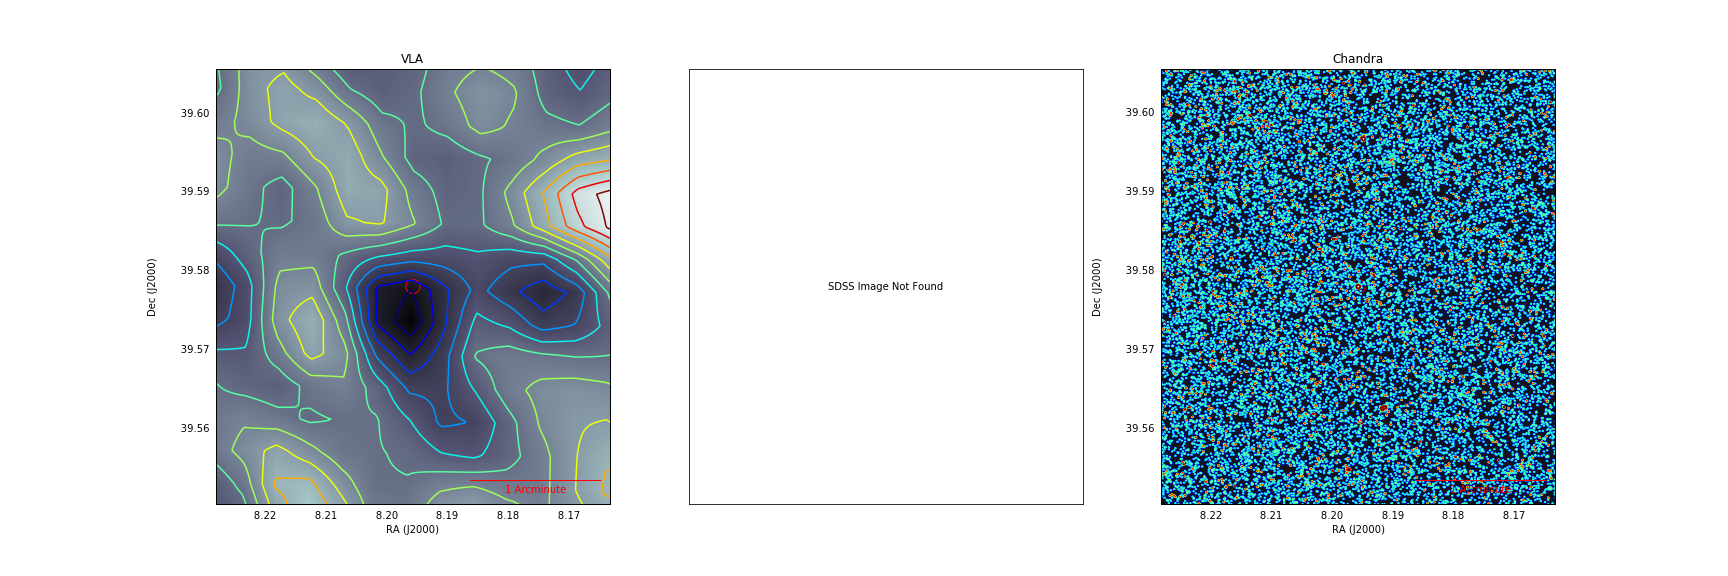 VLA
39.60
39.59
39.58
39.57
39.56
Dec (J2000)
8.22 8.21 8.20 8.19 8.18 8.17
RA (J2000)
1 Arcminute
SDSS Image Not Found
Chandra
39.60
39.59
39.58
39.57
39.56
Dec (J2000)
8.22 8.21 8.20 8.19 8.18 8.17
RA (J2000)
1 Arcminute